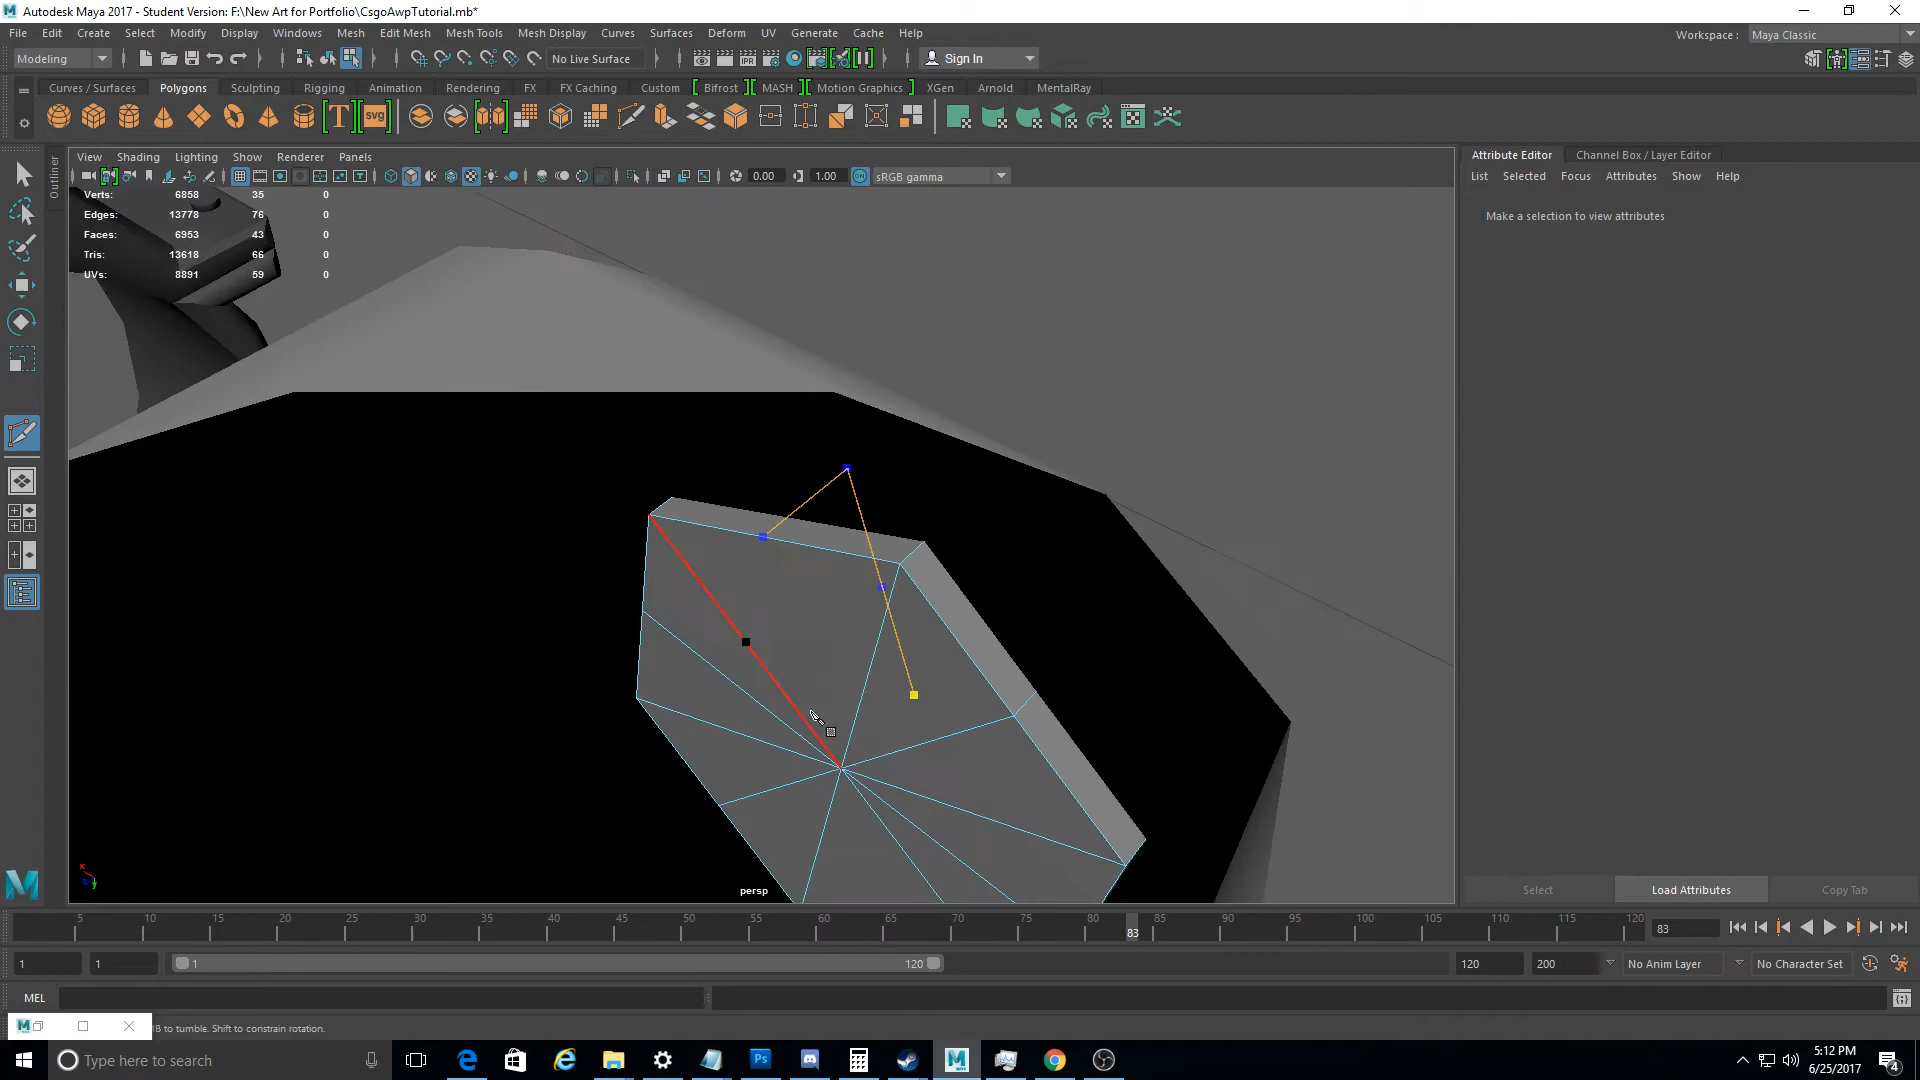 Autodesk Maya 2017 - Student Version: F:\New Art for Portfolio\CsgoAwpTutorial.mb*
File Edit Create Select Modify Display Windows Mesh Edit Mesh Mesh Tools Mesh Display Curves Surfaces Deform UV Generate Cache Help
Workspace : Maya Classic
Modeling No Live Surface Sign In
Curves / Surfaces Polygons Sculpting Rigging Animation Rendering FX FX Caching Custom Bifrost MASH Motion Graphics XGen Arnold MentalRay
T svg
Outliner
View Shading Lighting Show Renderer Panels
0.00 1.00 ON sRGB gamma
Verts: 6858 35 0
Edges: 13778 76 0
Faces: 6953 43 0
Tris: 13618 66 0
UVs: 8891 59 0
persp
Attribute Editor Channel Box / Layer Editor
List Selected Focus Attributes Show Help
Make a selection to view attributes
Select Load Attributes Copy Tab
5 10 15 20 25 30 35 40 45 50 55 60 65 70 75 80 83 85 90 95 100 105 110 115 120 83
1 1 1 120 120 200 No Anim Layer No Character Set
MEL
B to tumble. Shift to constrain rotation.
Type here to search
5:12 PM
6/25/2017
4